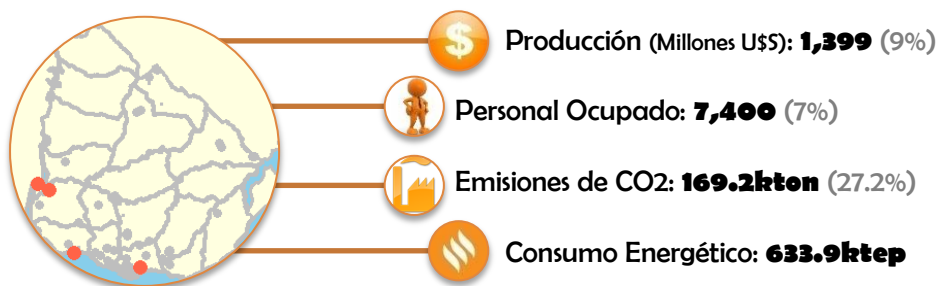 $
Producción (Millones U$S): 1,399 (9%)
Personal Ocupado: 7,400 (7%)
Emisiones de CO2: 169.2kton (27.2%)
Consumo Energético: 633.9ktep